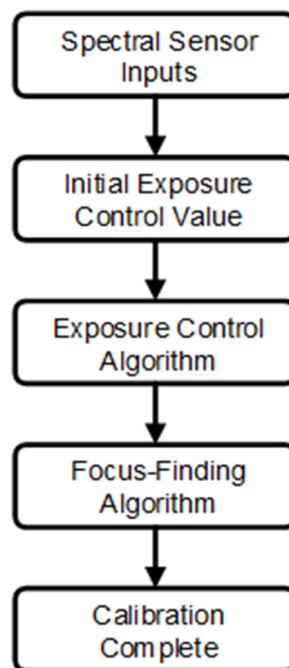 Spectral Sensor
Inputs
Initial Exposure
Control Value
Exposure Control
Algorithm
Focus-Finding
Algorithm
Calibration
Complete